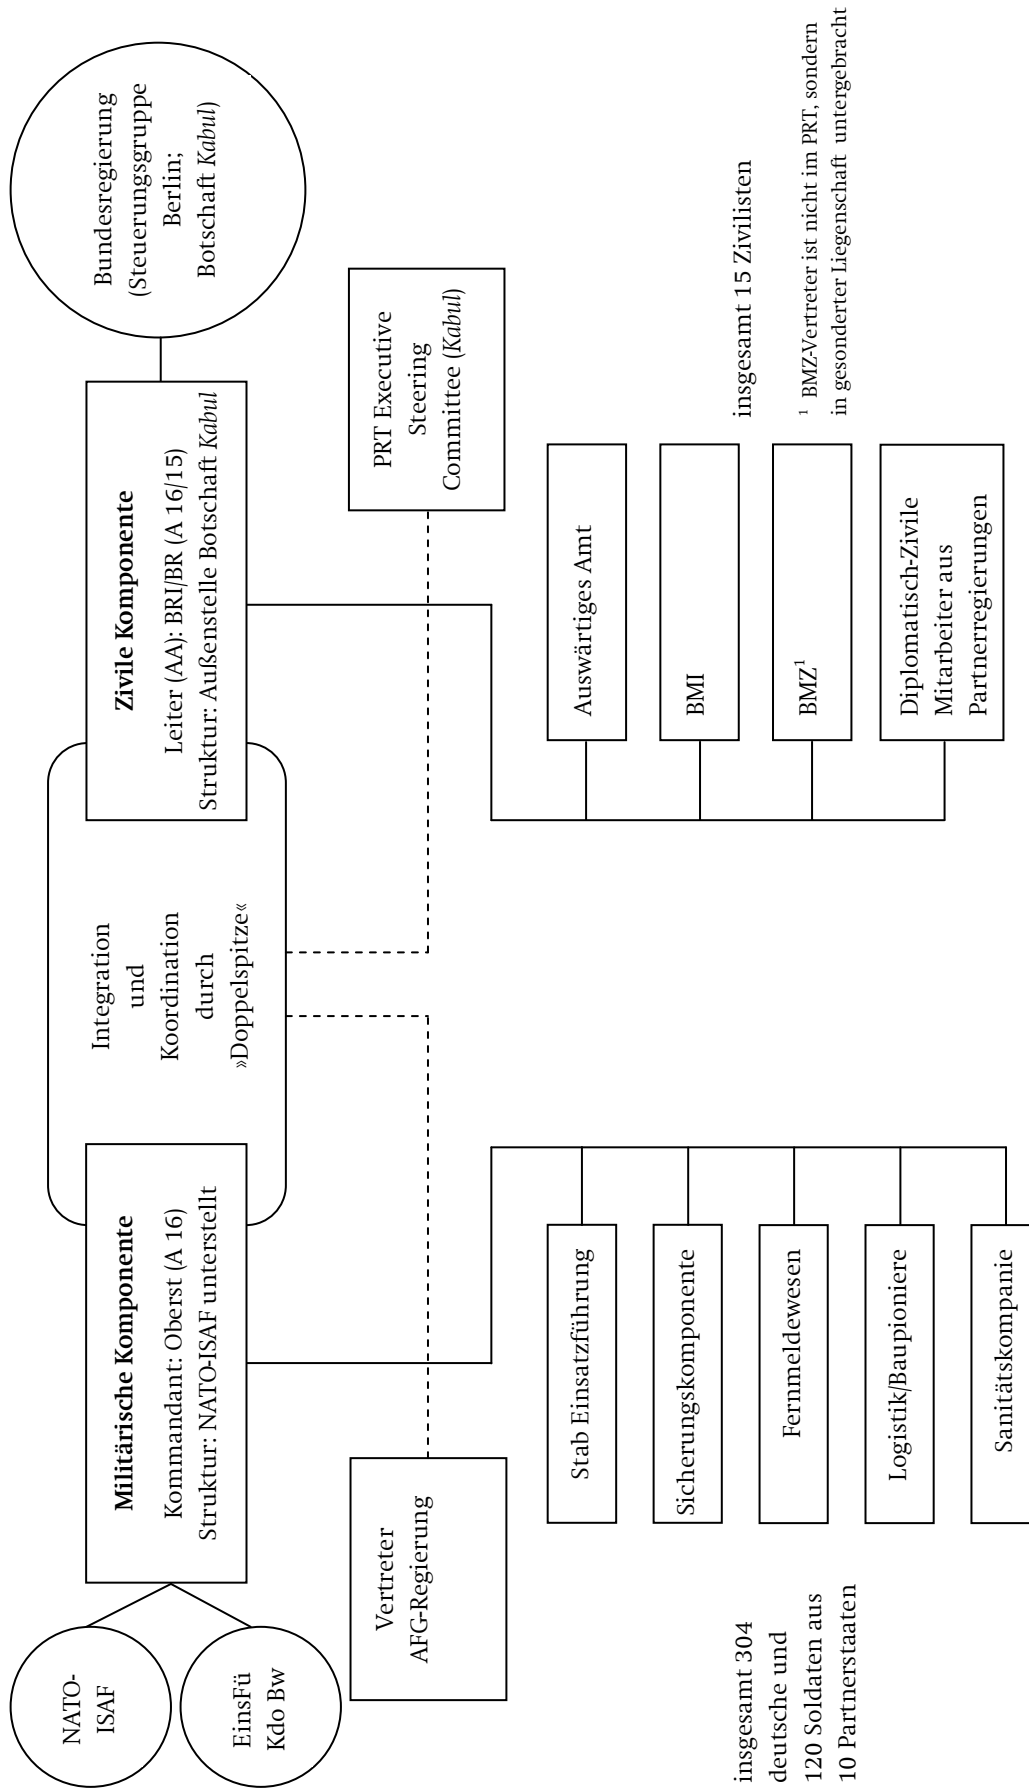 NATO-
ISAF
EinsFü
Kdo Bw
Militärische Komponente
Kommandant: Oberst (A 16)
Struktur: NATO-ISAF unterstellt
Integration
und
Koordination
durch
»Doppelspitze«
Zivile Komponente
Leiter (AA): BRI/BR (A 16/15)
Struktur: Außenstelle Botschaft Kabul
Bundesregierung
(Steuerungsgruppe
Berlin;
Botschaft Kabul)
Vertreter
AFG-Regierung
PRT Executive
Steering
Committee (Kabul)
Stab Einsatzführung
Sicherungskomponente
Fernmeldewesen
Logistik/Baupioniere
Sanitätskompanie
Auswärtiges Amt
BMI
BMZ¹
Diplomatisch-Zivile
Mitarbeiter aus
Partnerregierungen
insgesamt 304
deutsche und
120 Soldaten aus
10 Partnerstaaten
insgesamt 15 Zivilisten
¹ BMZ-Vertreter ist nicht im PRT, sondern
in gesonderter Liegenschaft untergebracht